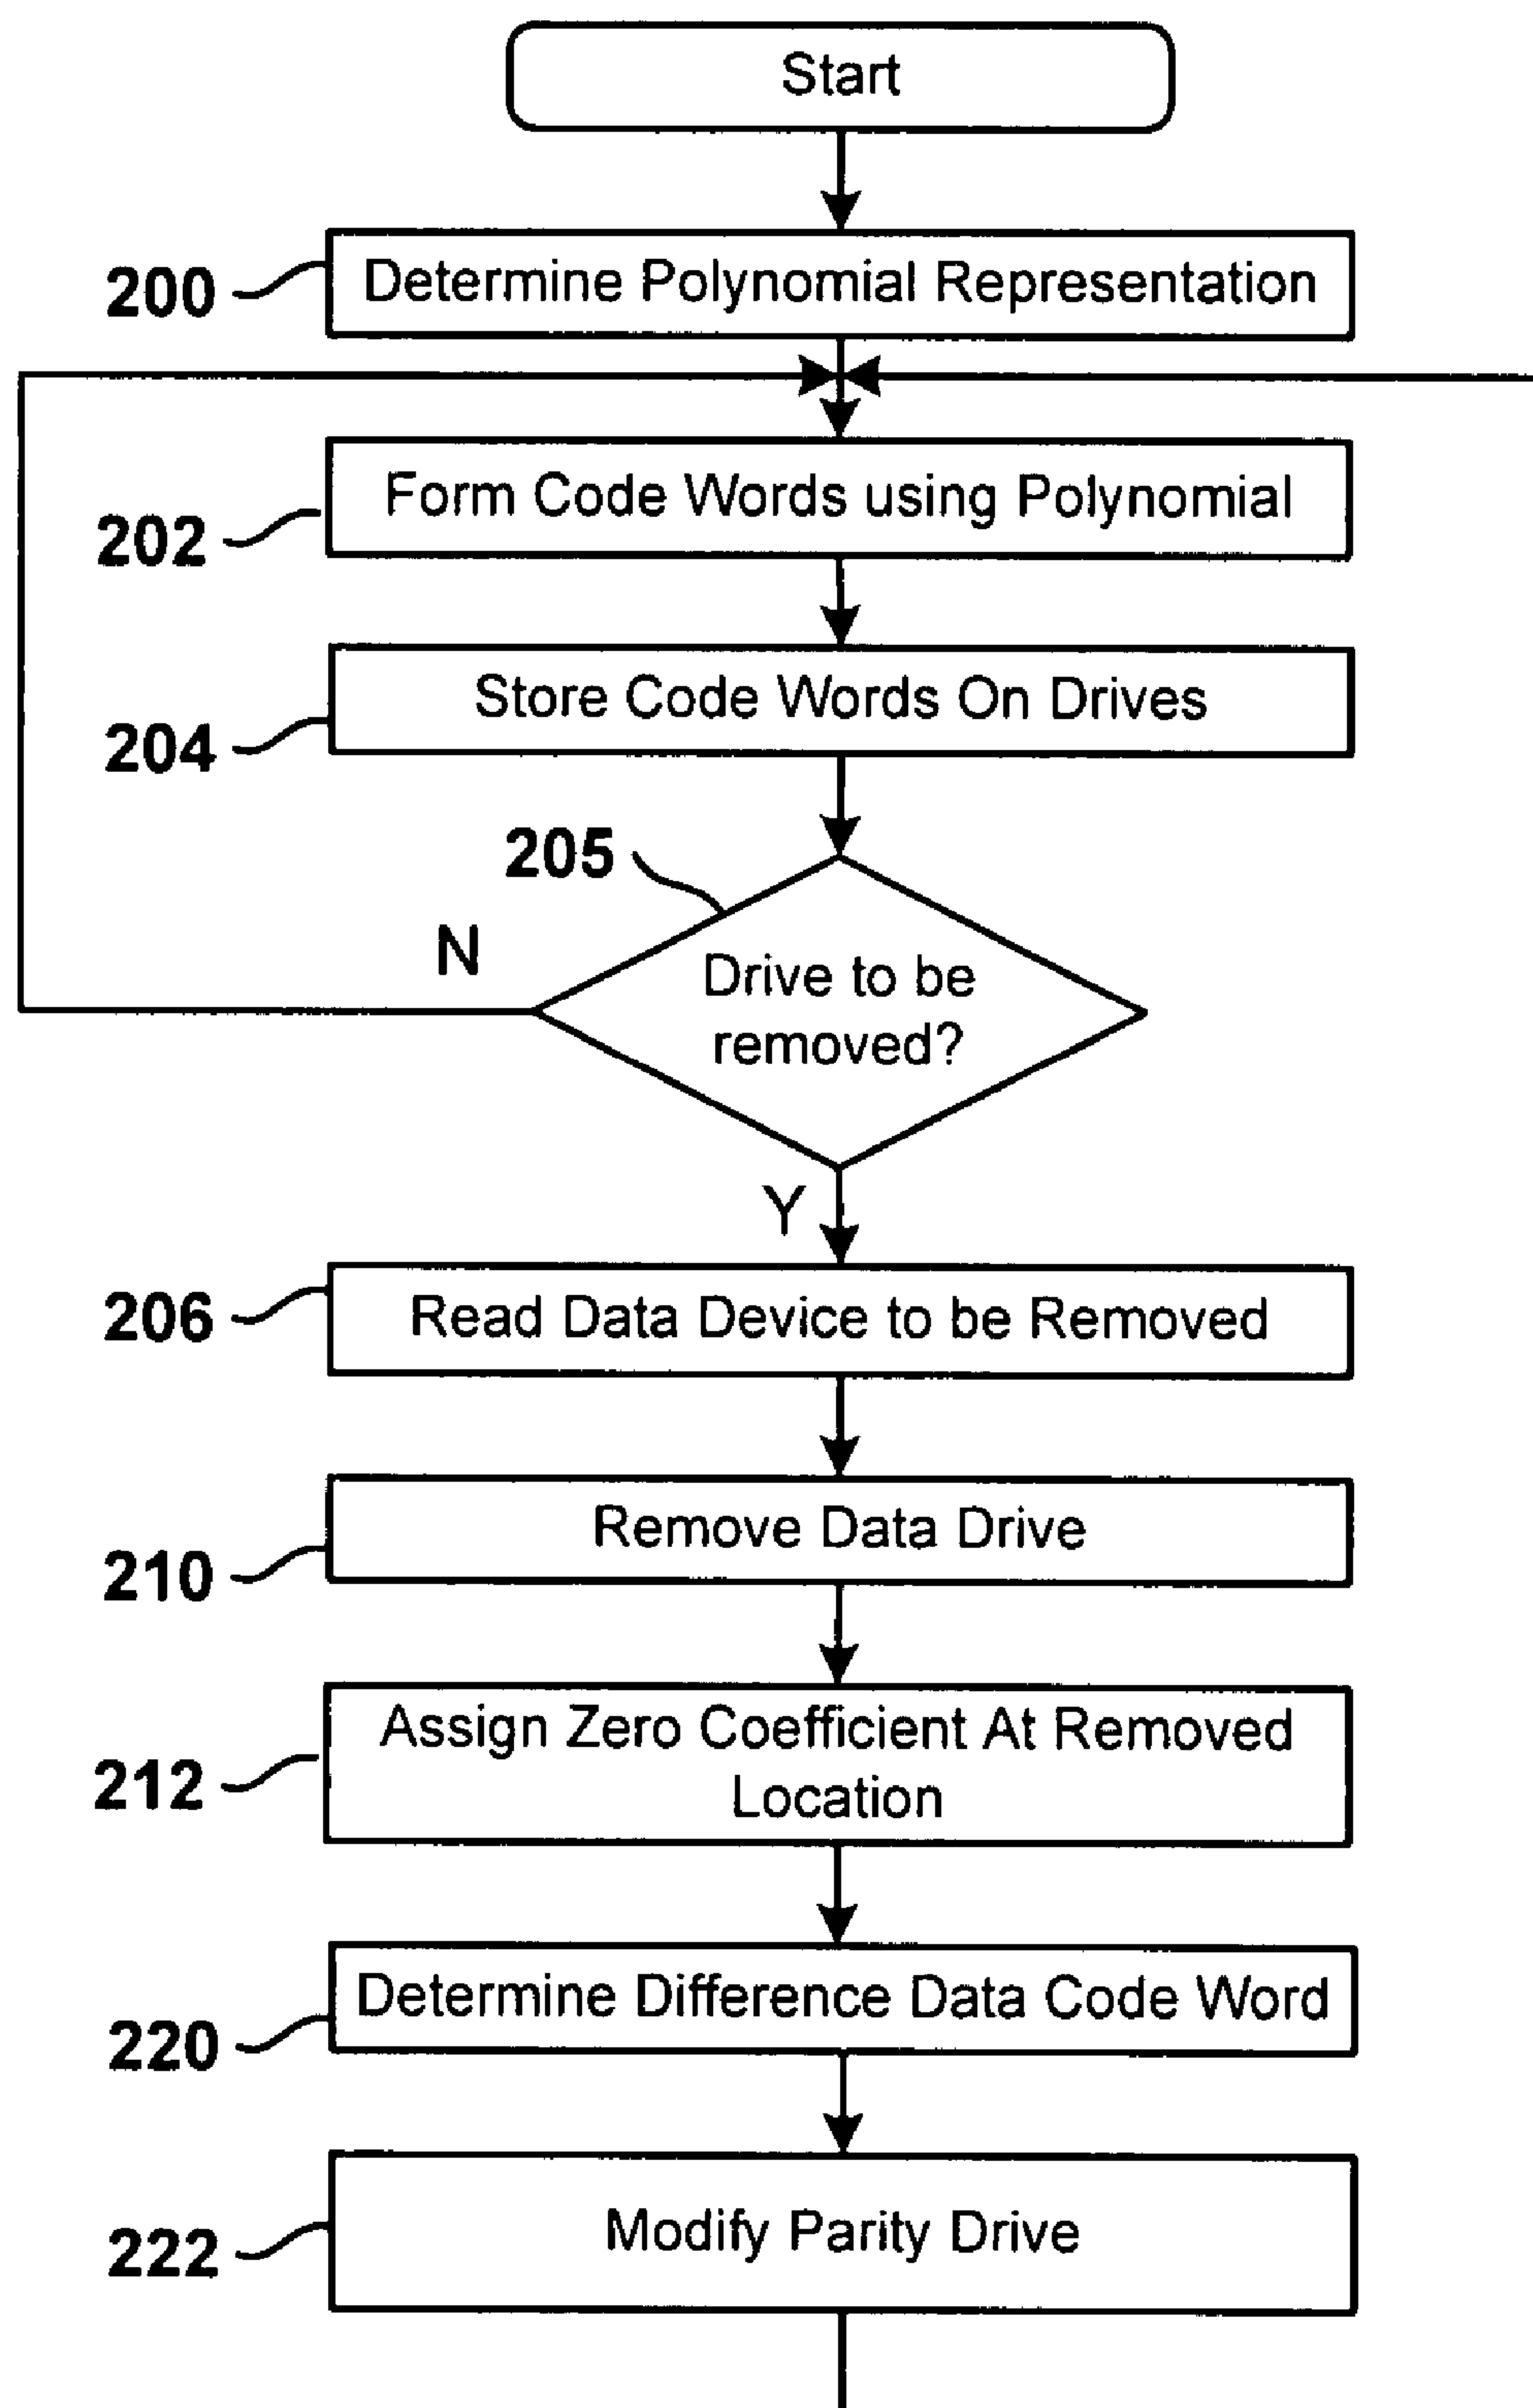 Start
200
Determine Polynomial Representation
202
Form Code Words using Polynomial
204
Store Code Words On Drives
205
N
Drive to be
removed?
Y
206
Read Data Device to be Removed
210
Remove Data Drive
212
Assign Zero Coefficient At Removed
Location
220
Determine Difference Data Code Word
222
Modify Parity Drive